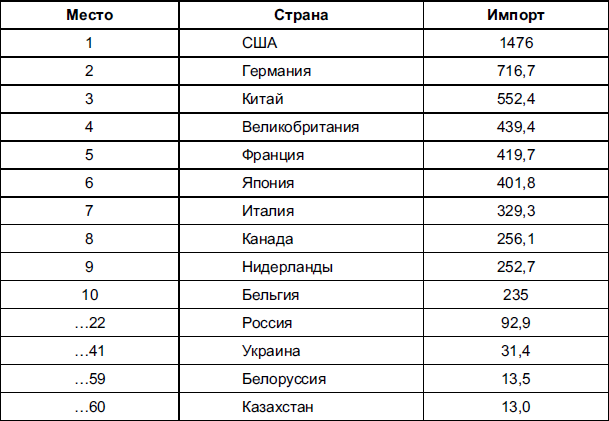 Место Страна Импорт
1 США 1476
2 Германия 716,7
3 Китай 552,4
4 Великобритания 439,4
5 Франция 419,7
6 Япония 401,8
7 Италия 329,3
8 Канада 256,1
9 Нидерланды 252,7
10 Бельгия 235
…22 Россия 92,9
…41 Украина 31,4
…59 Белоруссия 13,5
…60 Казахстан 13,0